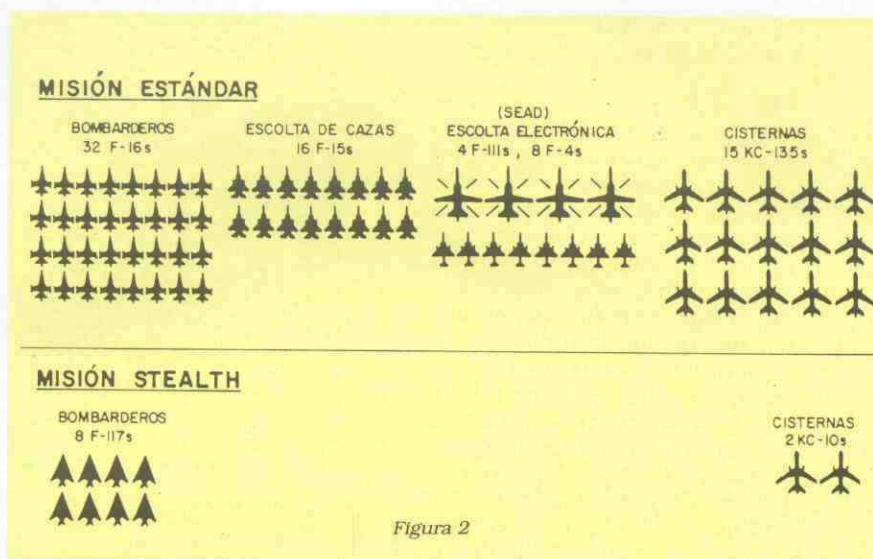 MISIÓN ESTÁNDAR
BOMBARDEROS
32 F-16s
ESCOLTA DE CAZAS
16 F-15s
(SEAD)
ESCOLTA ELECTRÓNICA
4 F-111s, 8 F-4s
CISTERNAS
15 KC-135s
MISIÓN STEALTH
BOMBARDEROS
8 F-117s
CISTERNAS
2 KC-10s
Figura 2